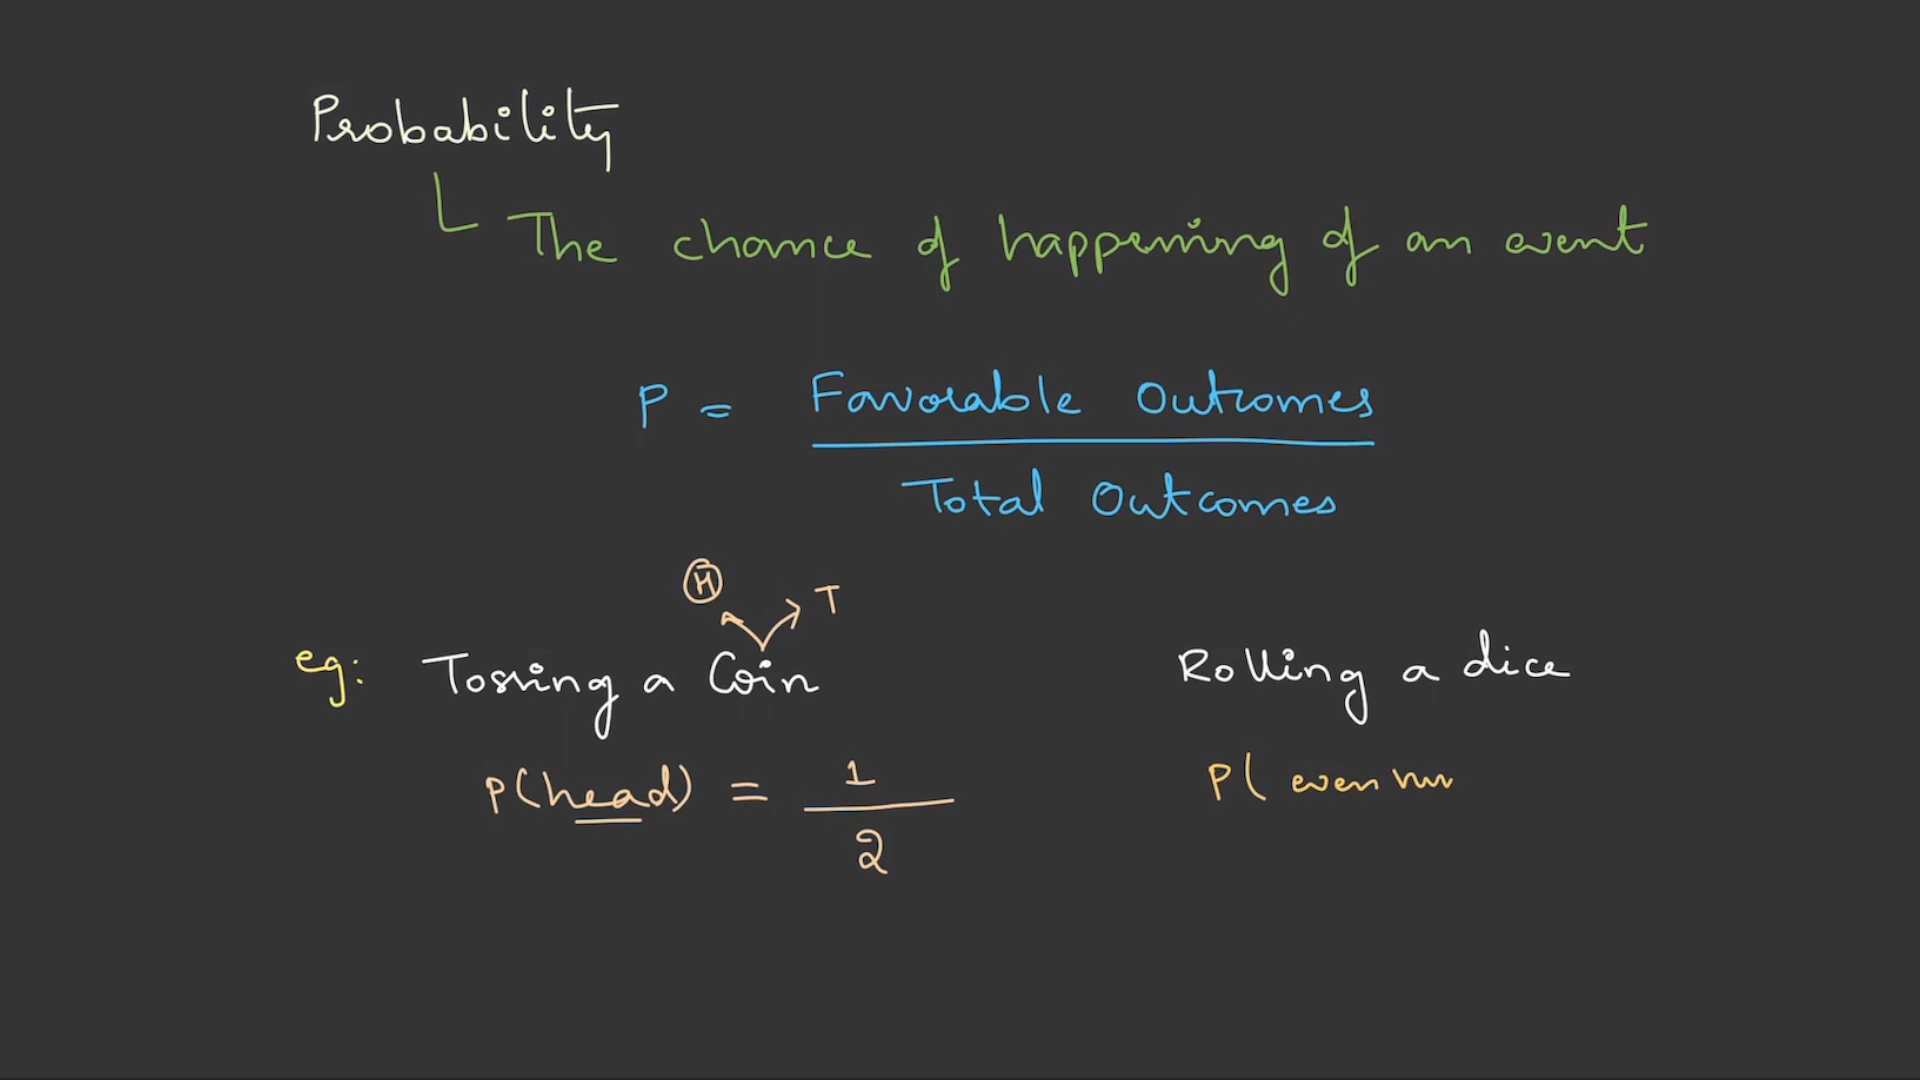 Probability
The chance of happening of an event
P = Favorable Outcomes
Total Outcomes
H T
eg: Tossing a Coin
Rolling a dice
P(head) = 1
2
P( even nu